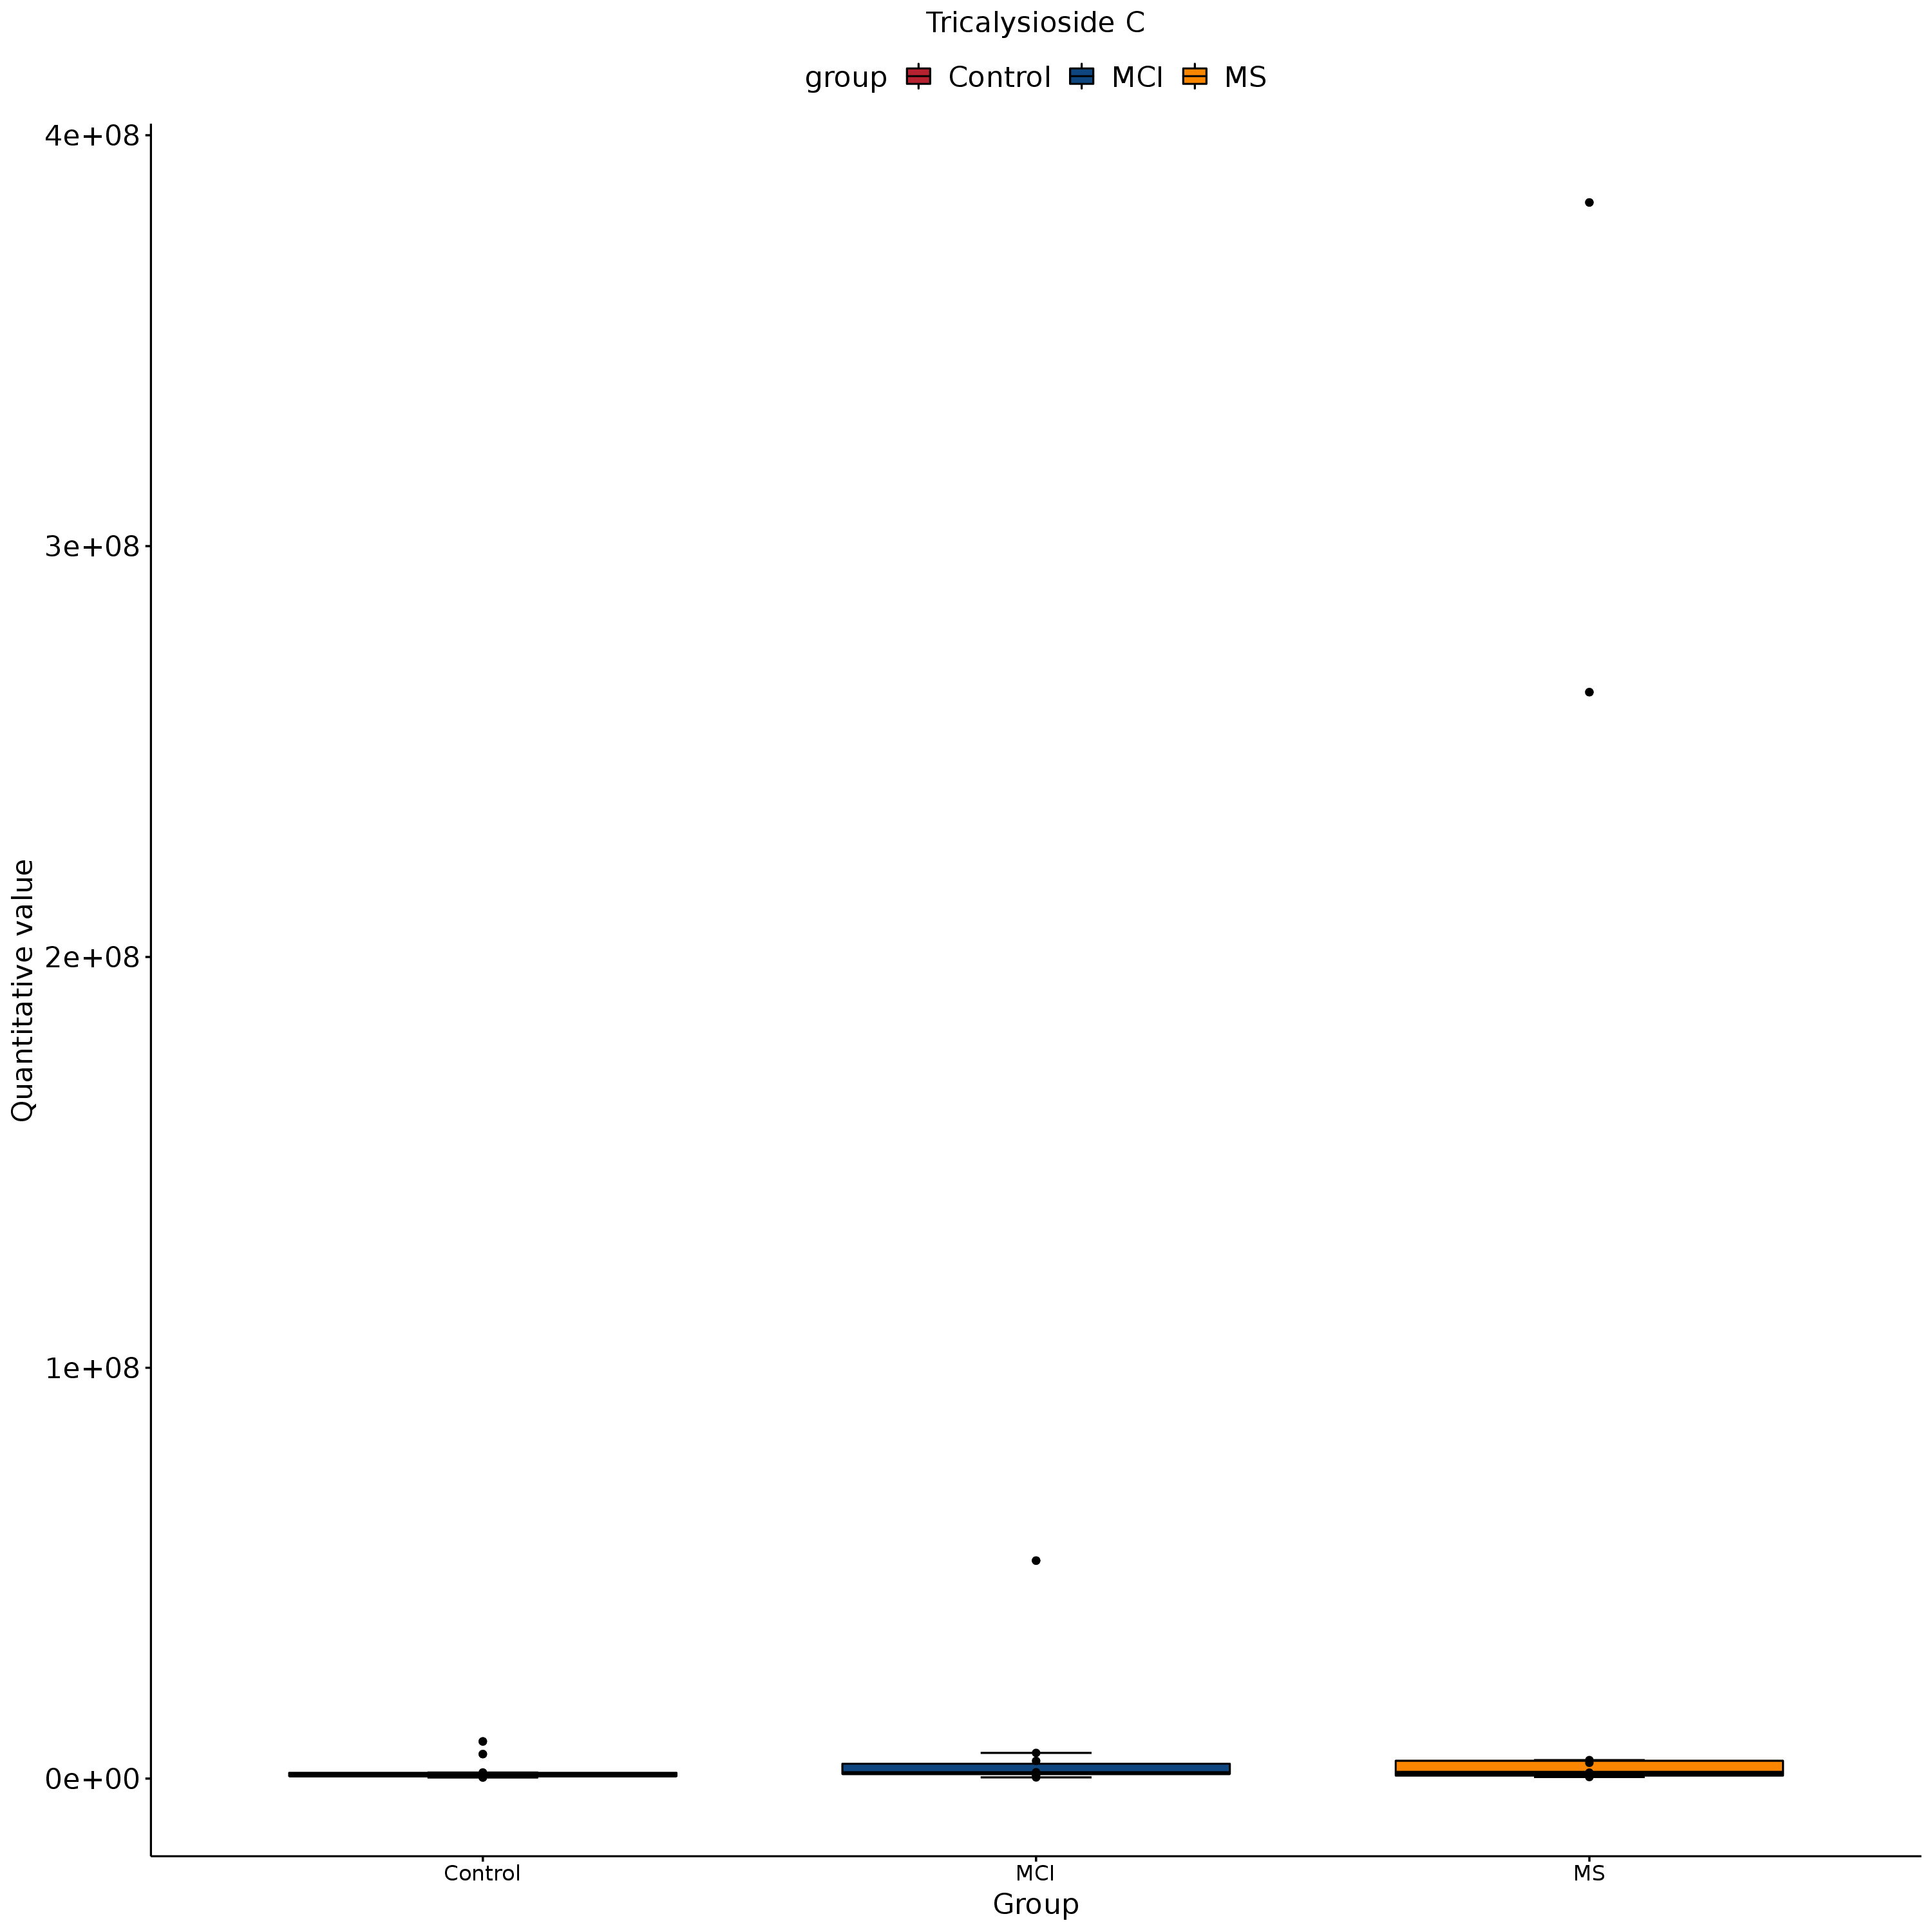 Tricalysioside C
group Control MCI MS
4e+08
3e+08
2e+08
1e+08
0e+00
Quantitative value
Control MCI MS
Group